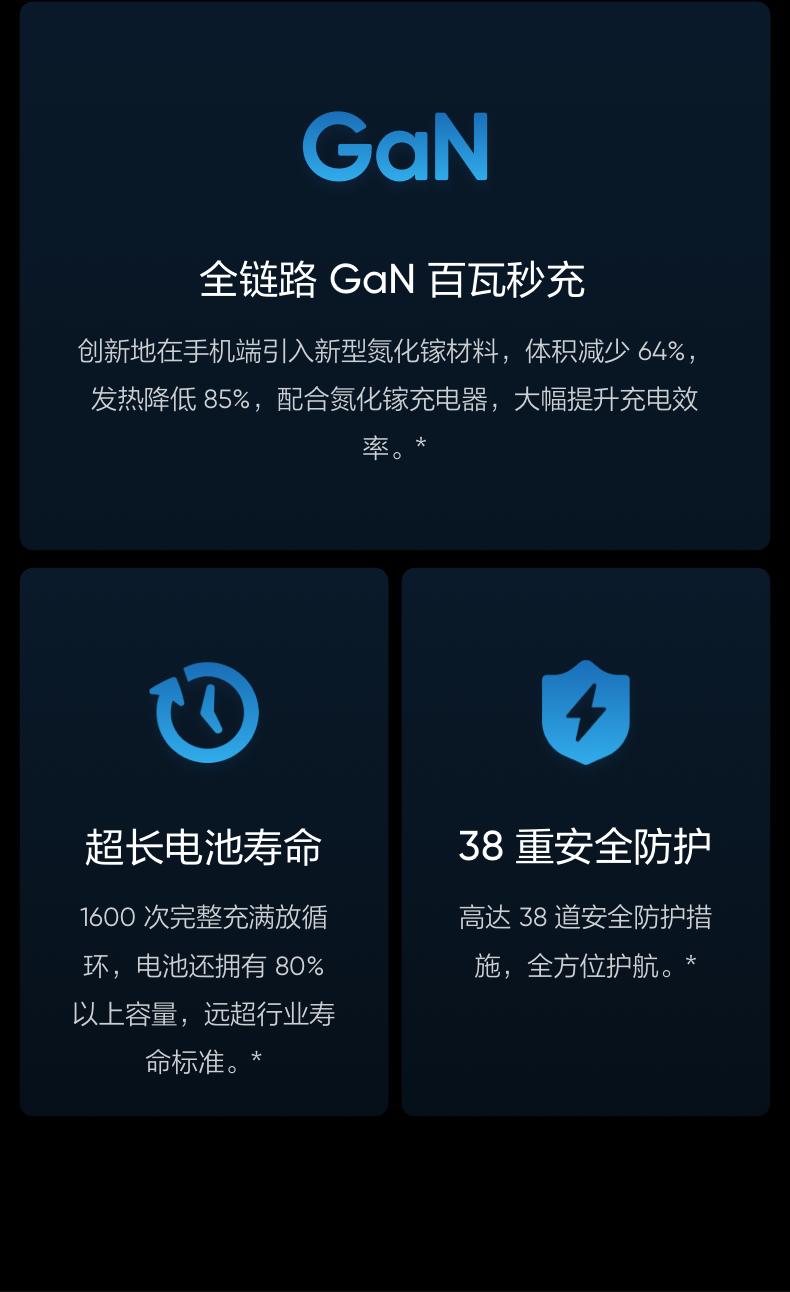 GaN
全链路 GaN 百瓦秒充
创新地在手机端引入新型氮化镓材料，体积减少 64%，
发热降低 85%，配合氮化镓充电器，大幅提升充电效
率。*
超长电池寿命
1600 次完整充满放循
环，电池还拥有 80%
以上容量，远超行业寿
命标准。*
38 重安全防护
高达 38 道安全防护措
施，全方位护航。*